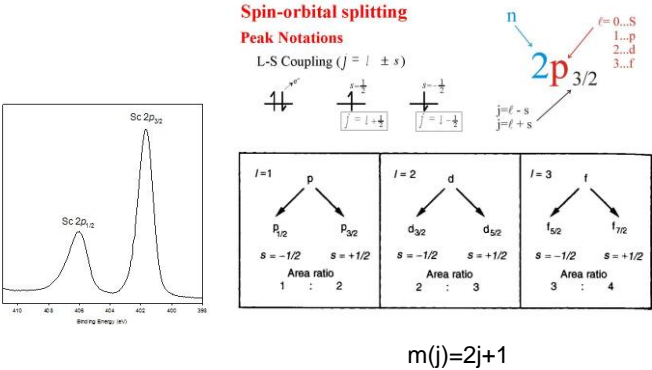 Spin-orbital splitting
Peak Notations
L-S Coupling (j = l ± s)
e-
s=½
s=-½
j = l + ½
j = l - ½
n
ℓ= 0...S
1...p
2...d
3...f
2p3/2
j=ℓ - s
j=ℓ + s
Sc 2p3/2
Sc 2p1/2
410 408 406 404 402 400 398
Binding Energy (eV)
l =1
p
p1/2 p3/2
s = −1/2 s = +1/2
Area ratio
1 : 2
l = 2
d
d3/2 d5/2
s = −1/2 s = +1/2
Area ratio
2 : 3
l = 3
f
f5/2 f7/2
s = −1/2 s = +1/2
Area ratio
3 : 4
m(j)=2j+1